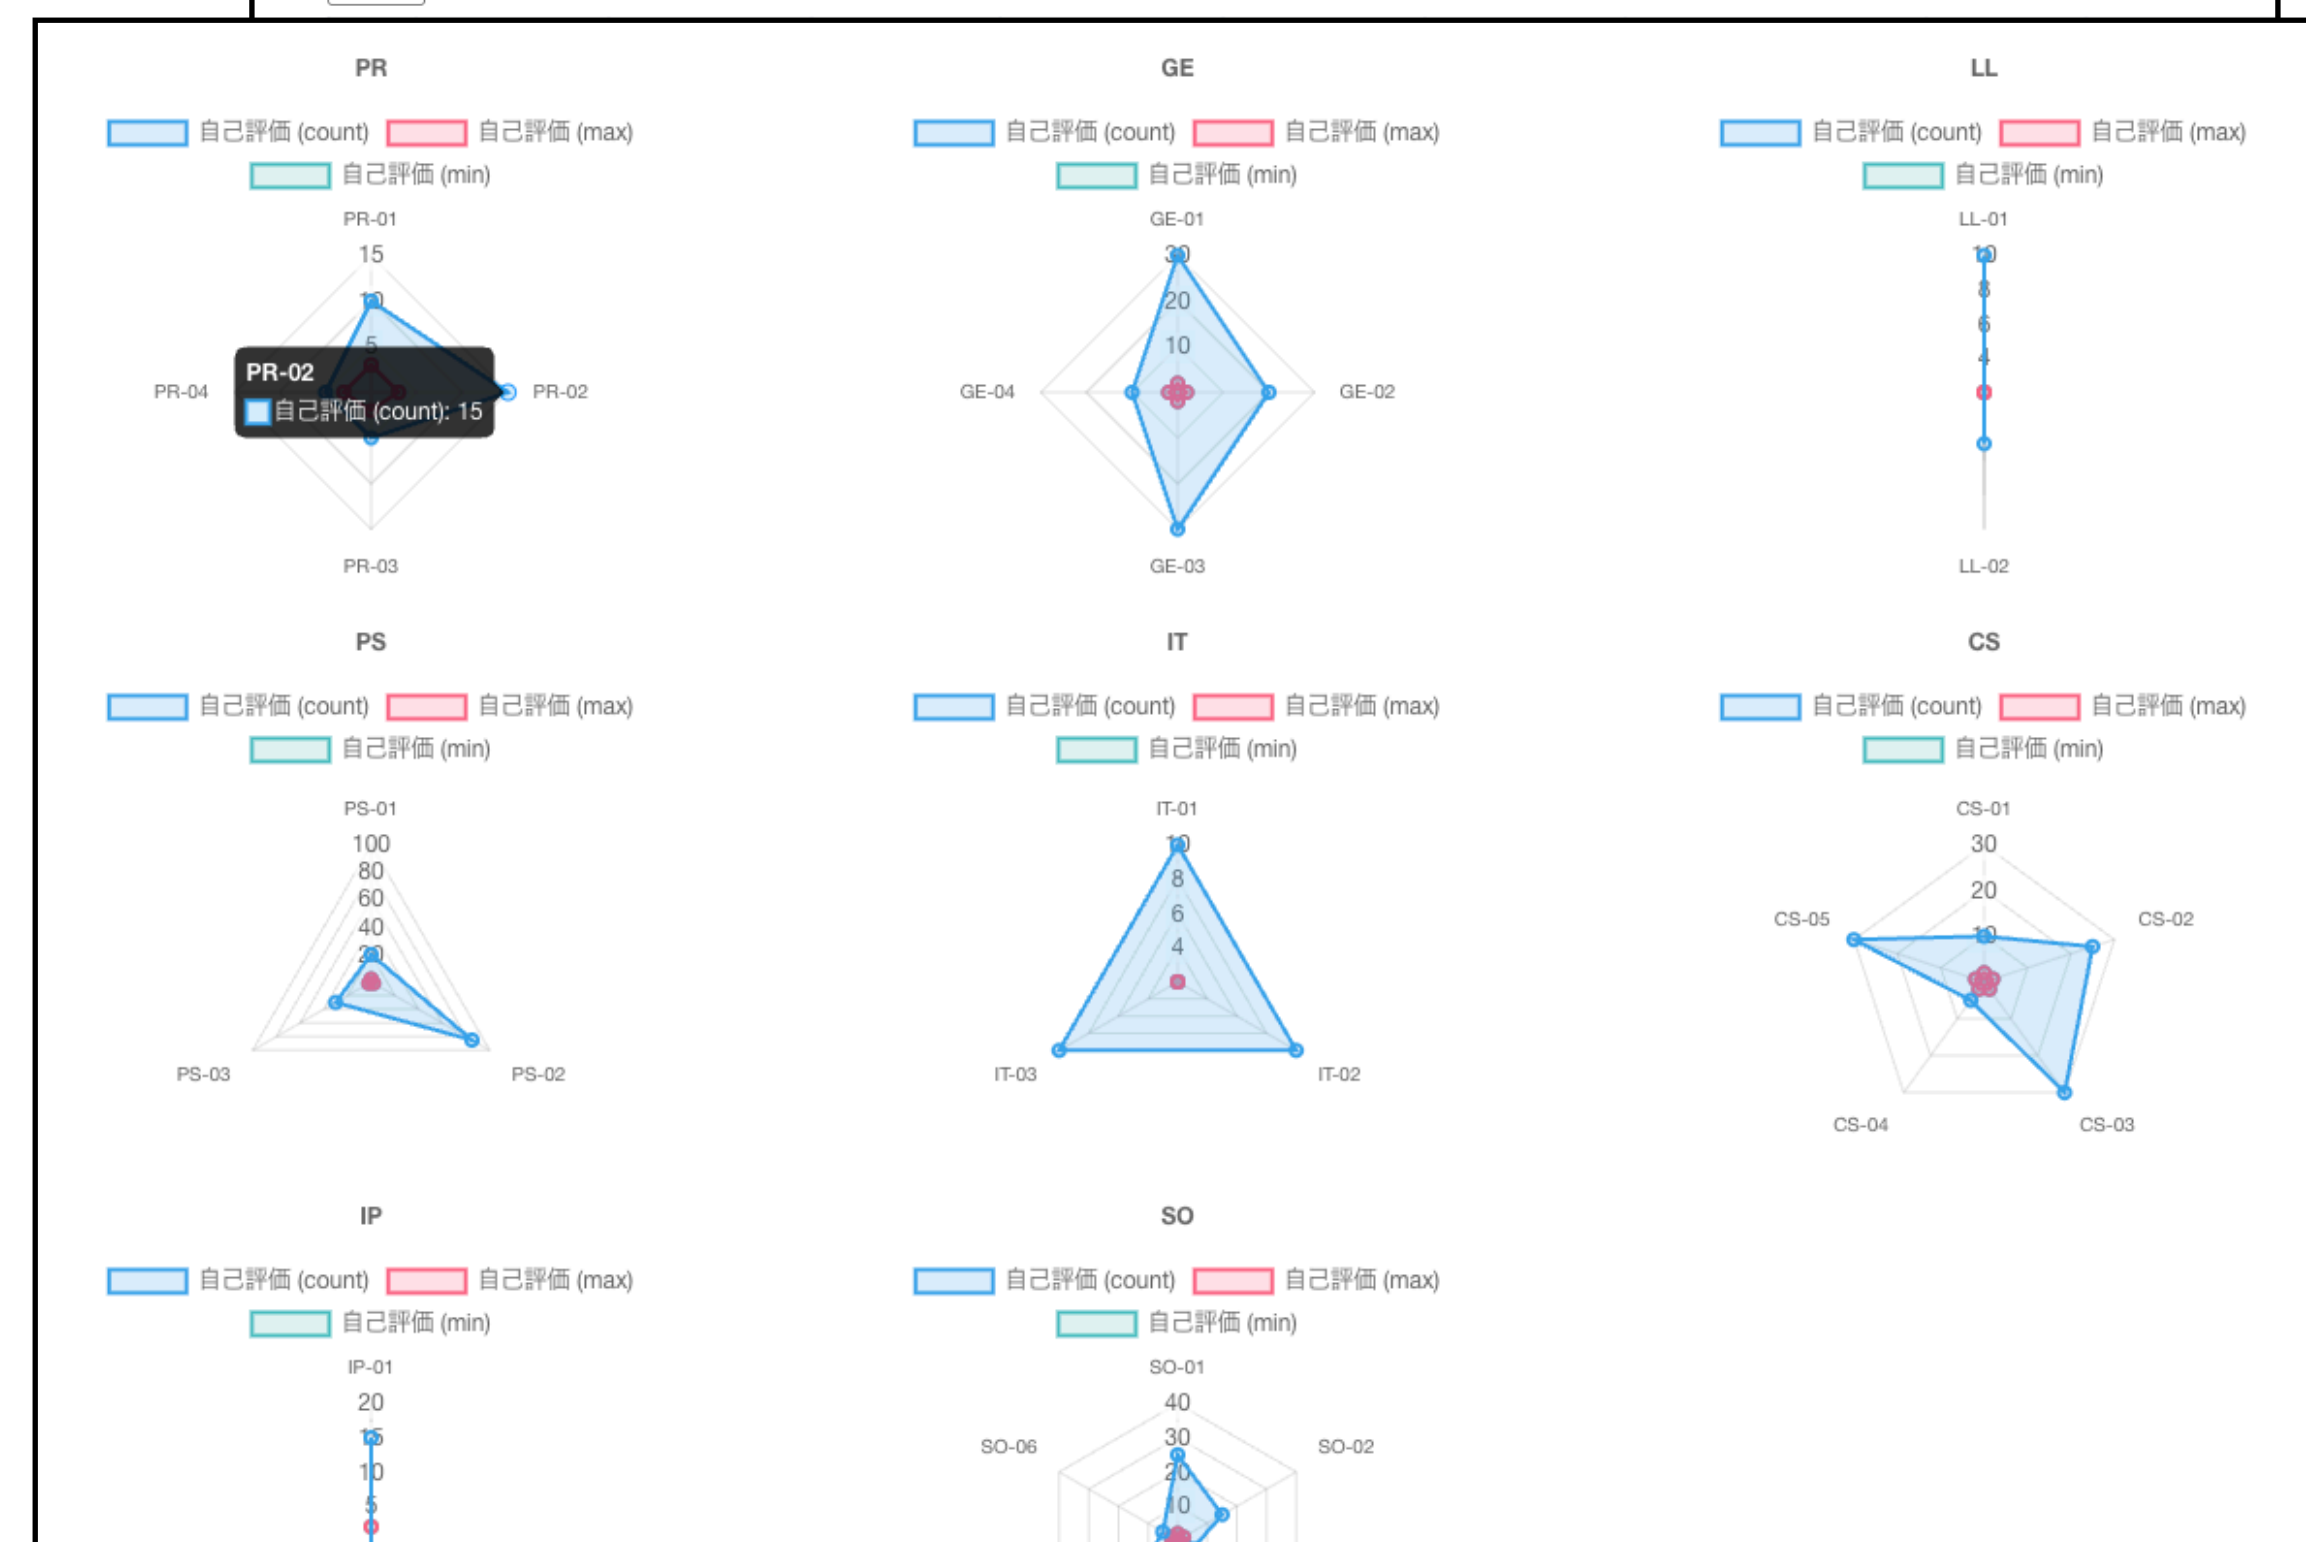 PR
自己評価 (count) 自己評価 (max)
自己評価 (min)
PR-01
15
10
5
PR-04
PR-02
PR-02
自己評価 (count): 15
PR-03
GE
自己評価 (count) 自己評価 (max)
自己評価 (min)
GE-01
30
20
10
GE-04
GE-02
GE-03
LL
自己評価 (count) 自己評価 (max)
自己評価 (min)
LL-01
10
8
6
4
LL-02
PS
自己評価 (count) 自己評価 (max)
自己評価 (min)
PS-01
100
80
60
40
20
PS-03
PS-02
IT
自己評価 (count) 自己評価 (max)
自己評価 (min)
IT-01
10
8
6
4
IT-03
IT-02
CS
自己評価 (count) 自己評価 (max)
自己評価 (min)
CS-01
30
20
10
CS-05
CS-02
CS-04
CS-03
IP
自己評価 (count) 自己評価 (max)
自己評価 (min)
IP-01
20
15
10
5
SO
自己評価 (count) 自己評価 (max)
自己評価 (min)
SO-01
40
30
20
10
SO-06
SO-02